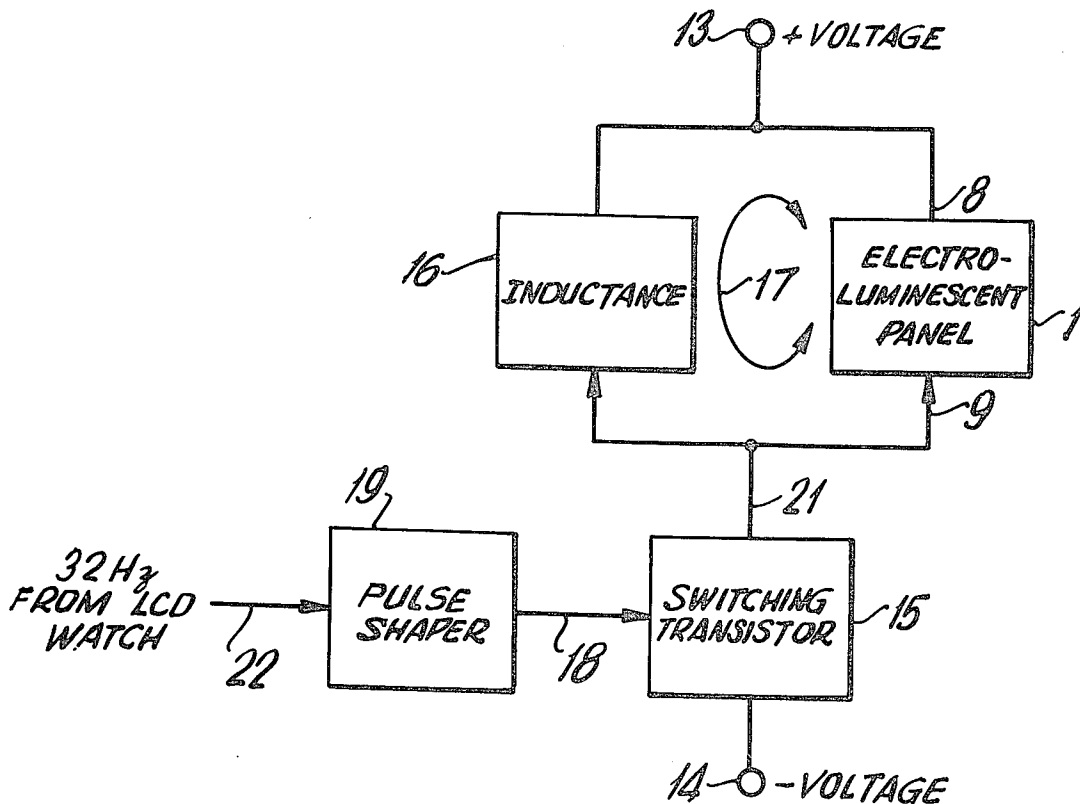 13
+ VOLTAGE
8
16
INDUCTANCE
17
ELECTRO-
LUMINESCENT
PANEL
1
9
21
19
32 Hz
FROM LCD
WATCH
22
PULSE
SHAPER
18
SWITCHING
TRANSISTOR
15
14
- VOLTAGE